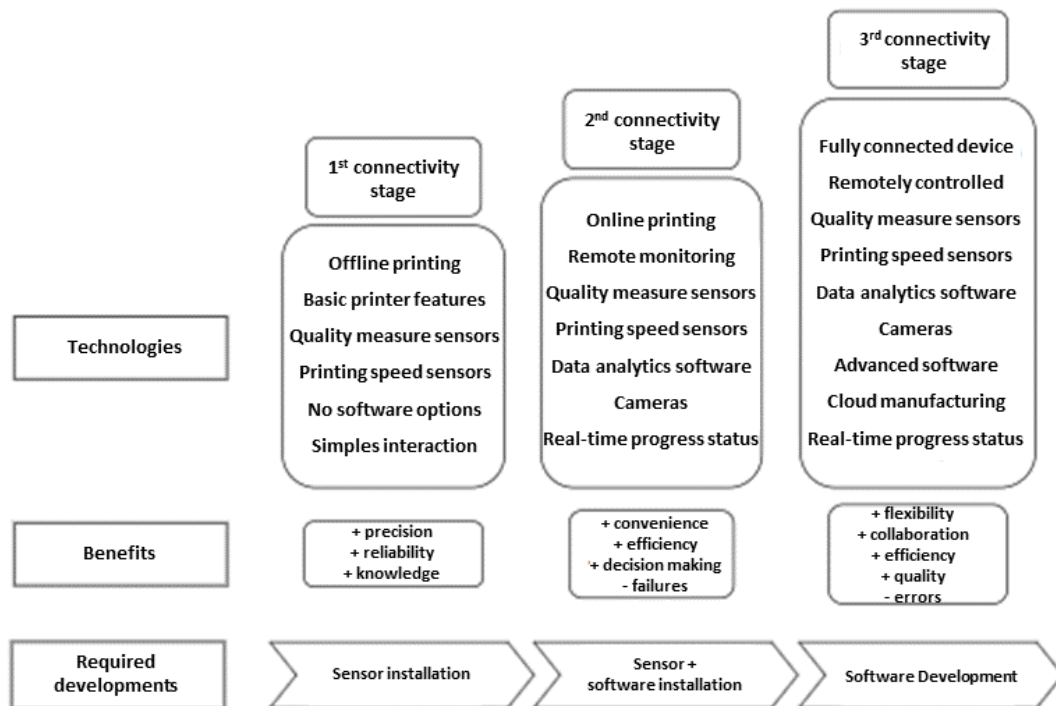 1st connectivity
stage
2nd connectivity
stage
3rd connectivity
stage
Technologies
Offline printing
Basic printer features
Quality measure sensors
Printing speed sensors
No software options
Simples interaction
Online printing
Remote monitoring
Quality measure sensors
Printing speed sensors
Data analytics software
Cameras
Real-time progress status
Fully connected device
Remotely controlled
Quality measure sensors
Printing speed sensors
Data analytics software
Cameras
Advanced software
Cloud manufacturing
Real-time progress status
Benefits
+ precision
+ reliability
+ knowledge
+ convenience
+ efficiency
+ decision making
- failures
+ flexibility
+ collaboration
+ efficiency
+ quality
- errors
Required
developments
Sensor installation
Sensor +
software installation
Software Development